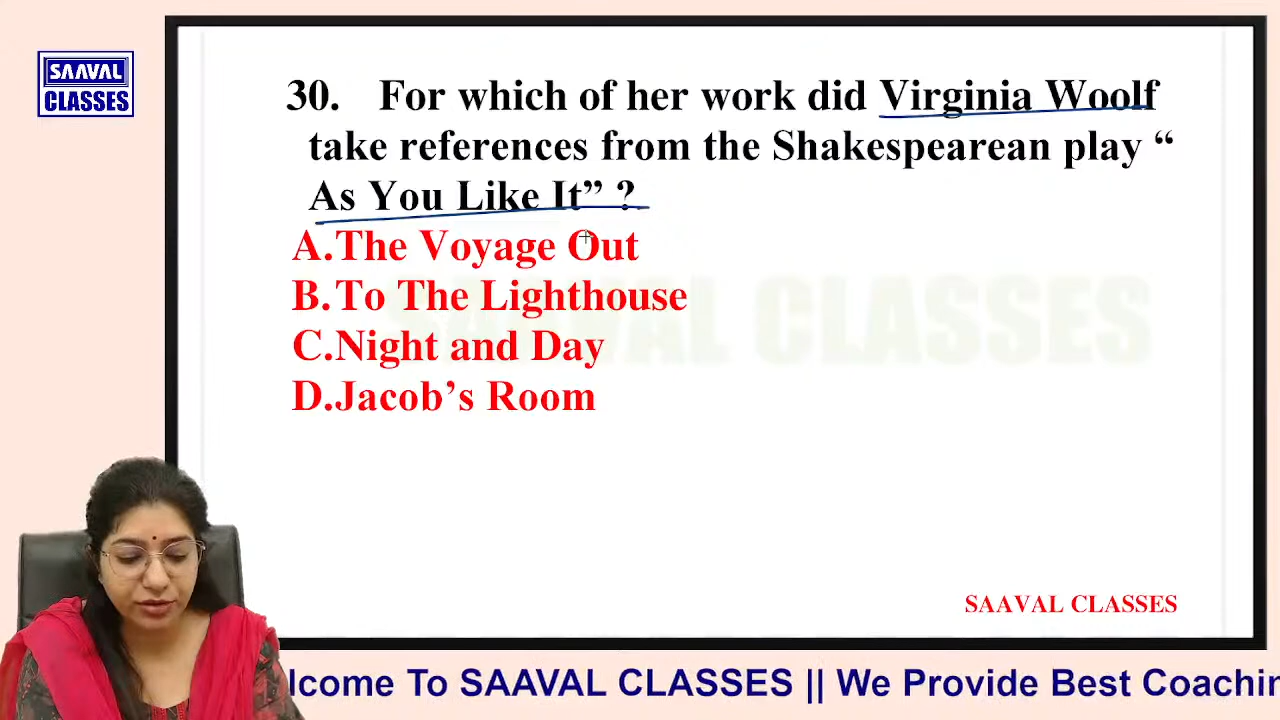 SAAVAL
CLASSES
30. For which of her work did Virginia Woolf
take references from the Shakespearean play “
As You Like It” ?
A.The Voyage Out
B.To The Lighthouse
C.Night and Day
D.Jacob’s Room
SAAVAL CLASSES
SAAVAL CLASSES
lcome To SAAVAL CLASSES || We Provide Best Coachin